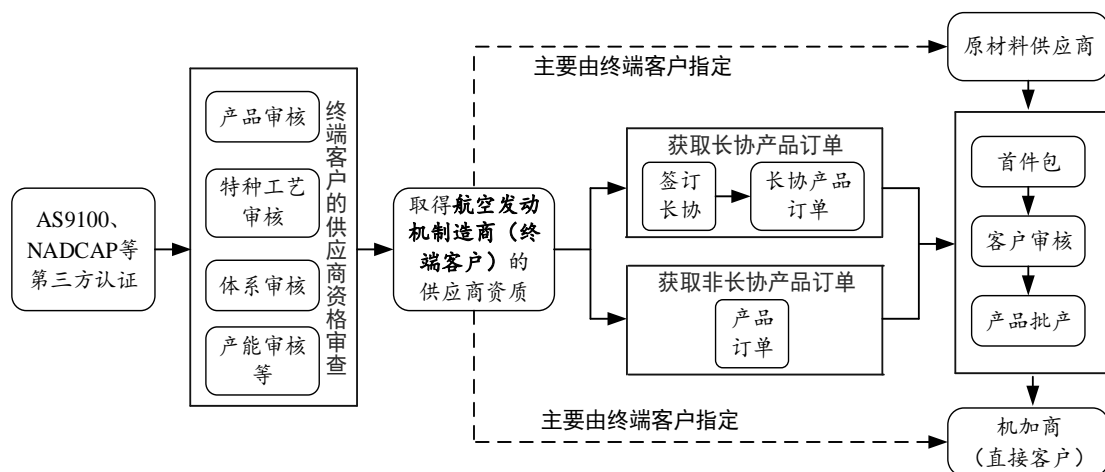 AS9100、
NADCAP等
第三方认证
产品审核
特种工艺
审核
体系审核
产能审核
等
终端客户的供应商资格审查
取得航空发动
机制造商（终
端客户）的
供应商资质
主要由终端客户指定
获取长协产品订单
签订
长协
长协产品
订单
获取非长协产品订单
产品
订单
主要由终端客户指定
原材料供应商
首件包
客户审核
产品批产
机加商
（直接客户）